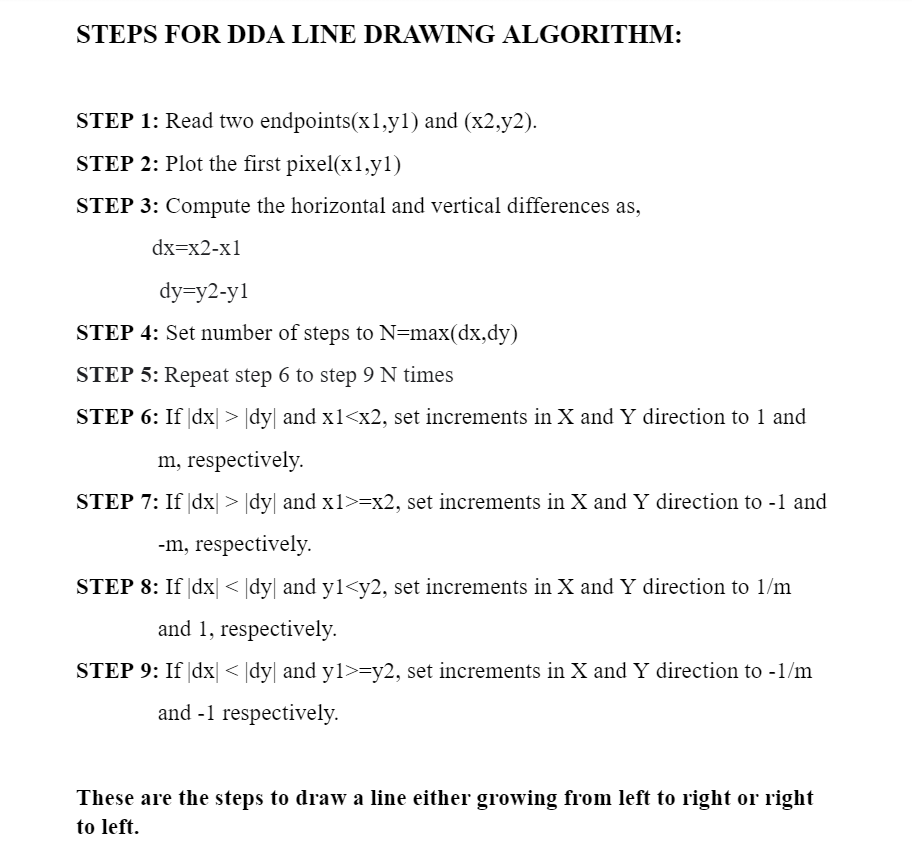 STEPS FOR DDA LINE DRAWING ALGORITHM:
STEP 1: Read two endpoints(x1,y1) and (x2,y2).
STEP 2: Plot the first pixel(x1,y1)
STEP 3: Compute the horizontal and vertical differences as,
dx=x2-x1
dy=y2-y1
STEP 4: Set number of steps to N=max(dx,dy)
STEP 5: Repeat step 6 to step 9 N times
STEP 6: If |dx| > |dy| and x1<x2, set increments in X and Y direction to 1 and
m, respectively.
STEP 7: If |dx| > |dy| and x1>=x2, set increments in X and Y direction to -1 and
-m, respectively.
STEP 8: If |dx| < |dy| and y1<y2, set increments in X and Y direction to 1/m
and 1, respectively.
STEP 9: If |dx| < |dy| and y1>=y2, set increments in X and Y direction to -1/m
and -1 respectively.
These are the steps to draw a line either growing from left to right or right
to left.